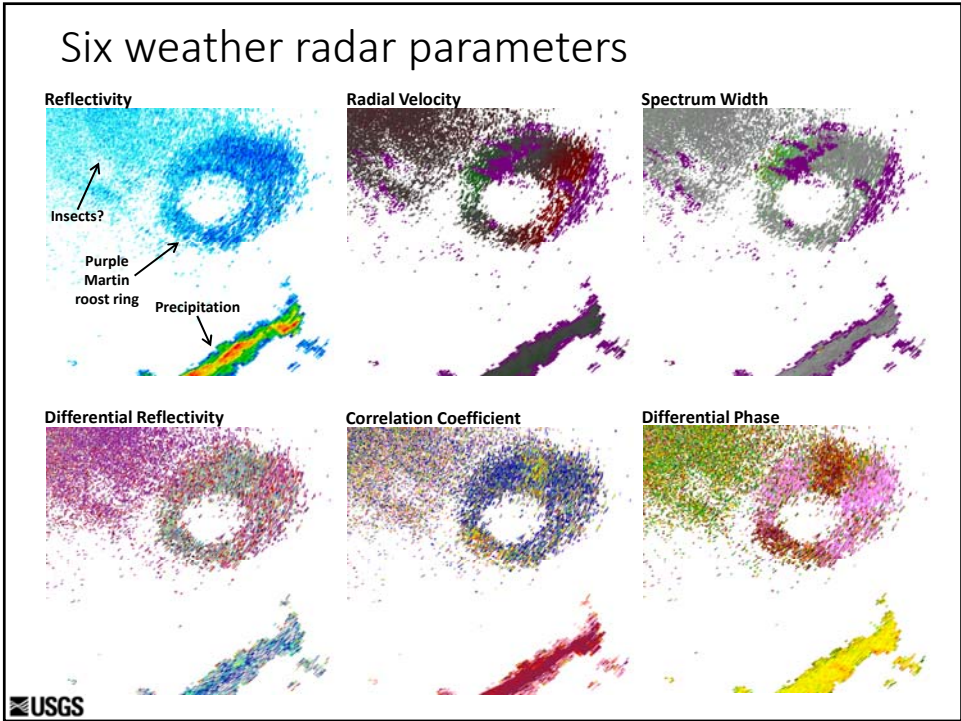 Six weather radar parameters
Reflectivity
Radial Velocity
Spectrum Width
Insects?
Purple
Martin
roost ring
Precipitation
Differential Reflectivity
Correlation Coefficient
Differential Phase
USGS